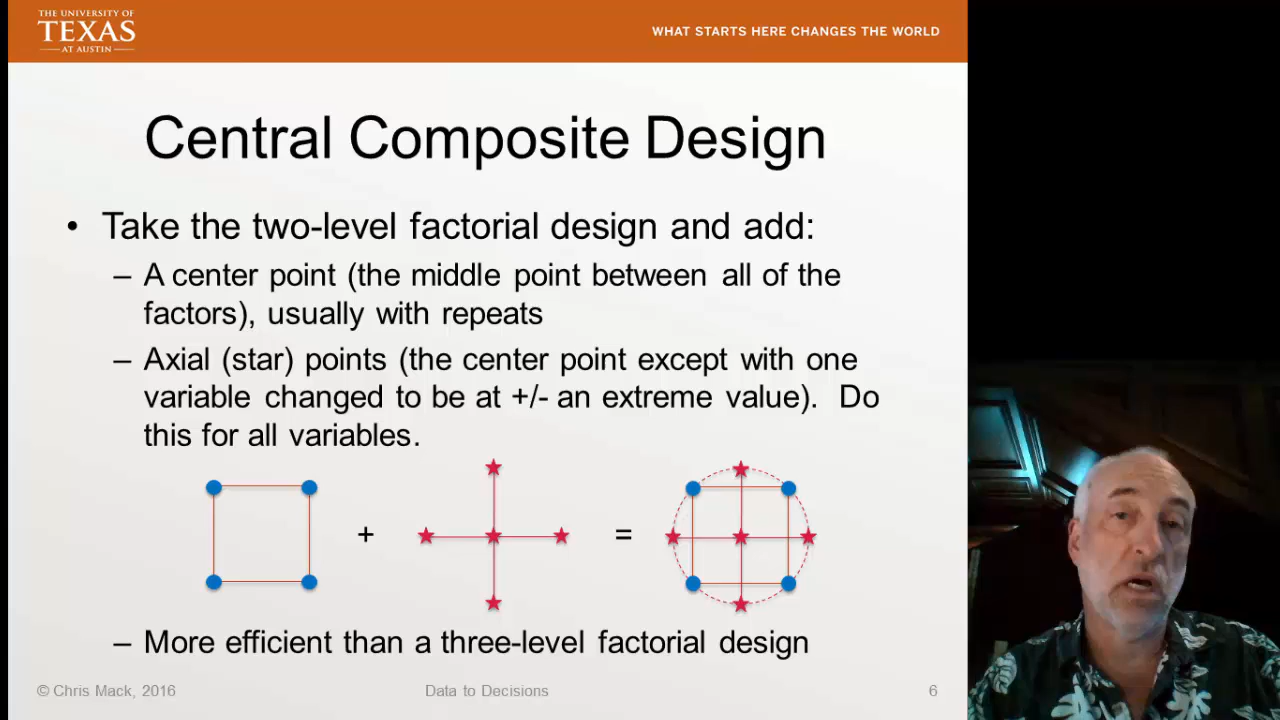 THE UNIVERSITY OF
TEXAS
AT AUSTIN
WHAT STARTS HERE CHANGES THE WORLD
Central Composite Design
• Take the two-level factorial design and add:
– A center point (the middle point between all of the
factors), usually with repeats
– Axial (star) points (the center point except with one
variable changed to be at +/- an extreme value).  Do
this for all variables.
+ =
– More efficient than a three-level factorial design
© Chris Mack, 2016
Data to Decisions
6